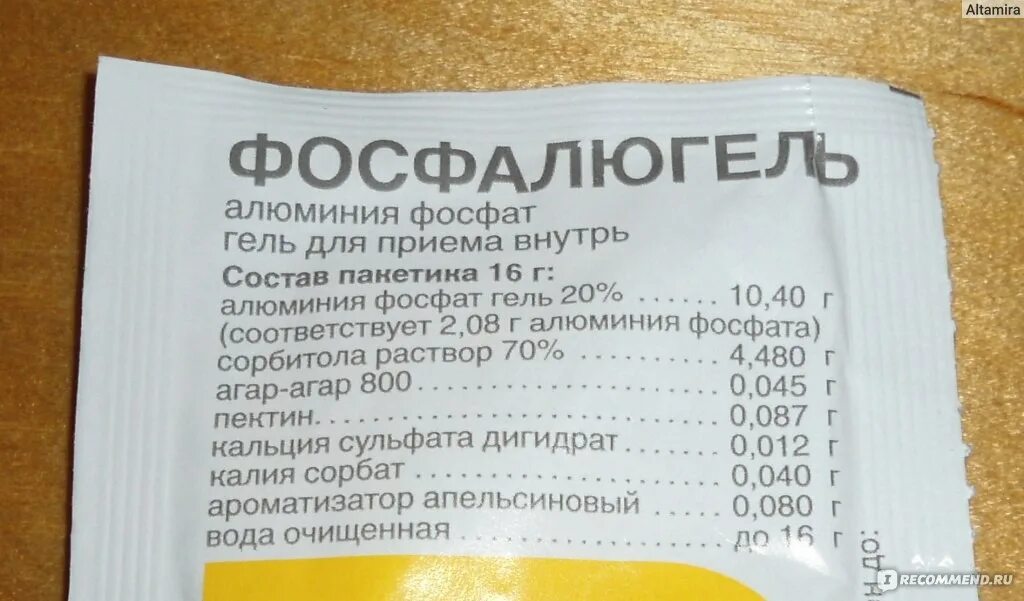 Altamira
ФОСФАЛЮГЕЛЬ
алюминия фосфат
гель для приема внутрь
Состав пакетика 16 г:
алюминия фосфат гель 20% ...... 10,40 г
(соответствует 2,08 г алюминия фосфата)
сорбитола раствор 70% .......... 4,480 г
агар-агар 800...................... 0,045 г
пектин............................. 0,087 г
кальция сульфата дигидрат ....... 0,012 г
калия сорбат ..................... 0,040 г
ароматизатор апельсиновый ..... 0,080 г
вода очищенная .................. до 16 г
I RECOMMEND.RU